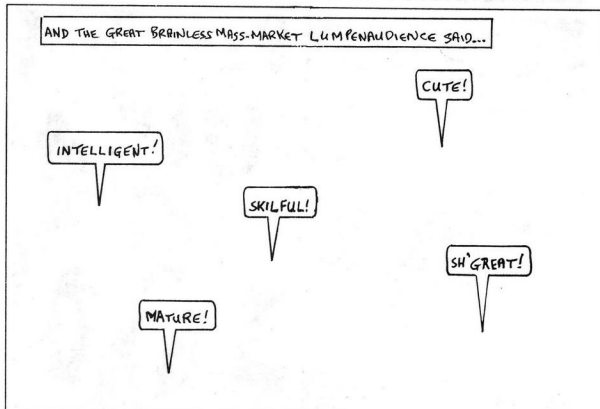 AND THE GREAT BRAINLESS MASS-MARKET LUMPENAUDIENCE SAID...
CUTE!
INTELLIGENT!
SKILFUL!
SH'GREAT!
MATURE!